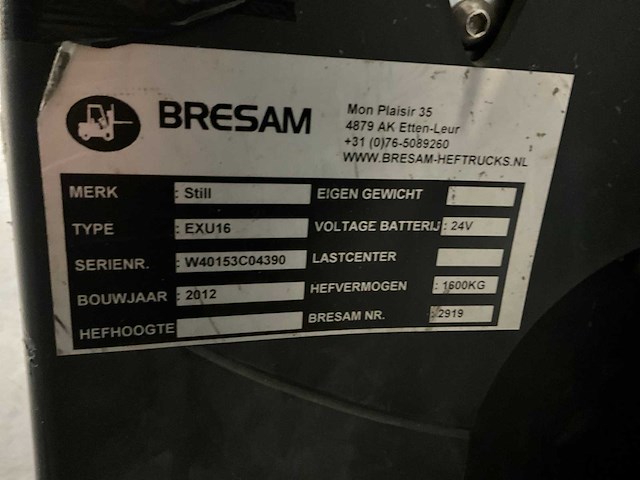 BRESAM
Mon Plaisir 35
4879 AK Etten-Leur
+31 (0)76-5089260
WWW.BRESAM-HEFTRUCKS.NL
MERK : Still
TYPE : EXU16
SERIENR. : W40153C04390
BOUWJAAR : 2012
HEFHOOGTE :
EIGEN GEWICHT :
VOLTAGE BATTERIJ : 24V
LASTCENTER
HEFVERMOGEN : 1600KG
BRESAM NR. : 2919